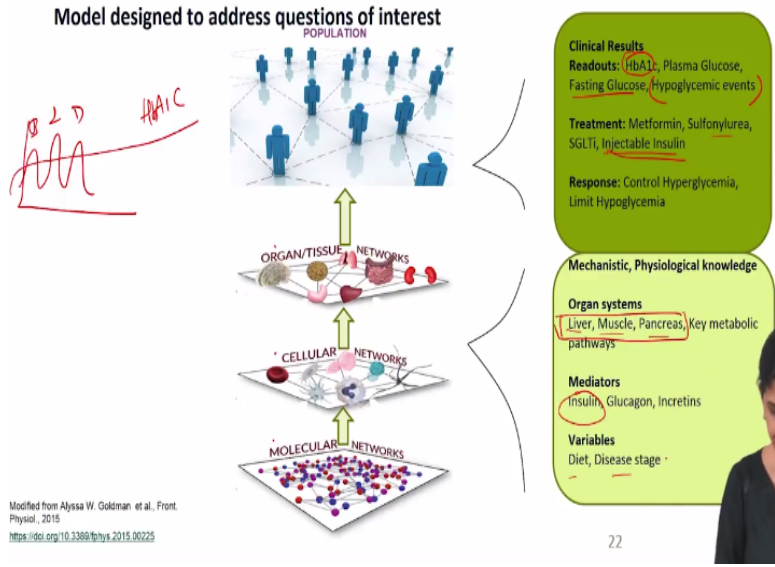 Model designed to address questions of interest
POPULATION
B L D
HbA1C
ORGAN/TISSUE NETWORKS
CELLULAR NETWORKS
MOLECULAR NETWORKS
Modified from Alyssa W. Goldman et al., Front.
Physiol., 2015
https://doi.org/10.3389/fphys.2015.00225
Clinical Results
Readouts: HbA1c, Plasma Glucose,
Fasting Glucose, Hypoglycemic events
Treatment: Metformin, Sulfonylurea,
SGLTi, Injectable Insulin
Response: Control Hyperglycemia,
Limit Hypoglycemia
Mechanistic, Physiological knowledge
Organ systems
Liver, Muscle, Pancreas, Key metabolic
pathways
Mediators
Insulin, Glucagon, Incretins
Variables
Diet, Disease stage
22